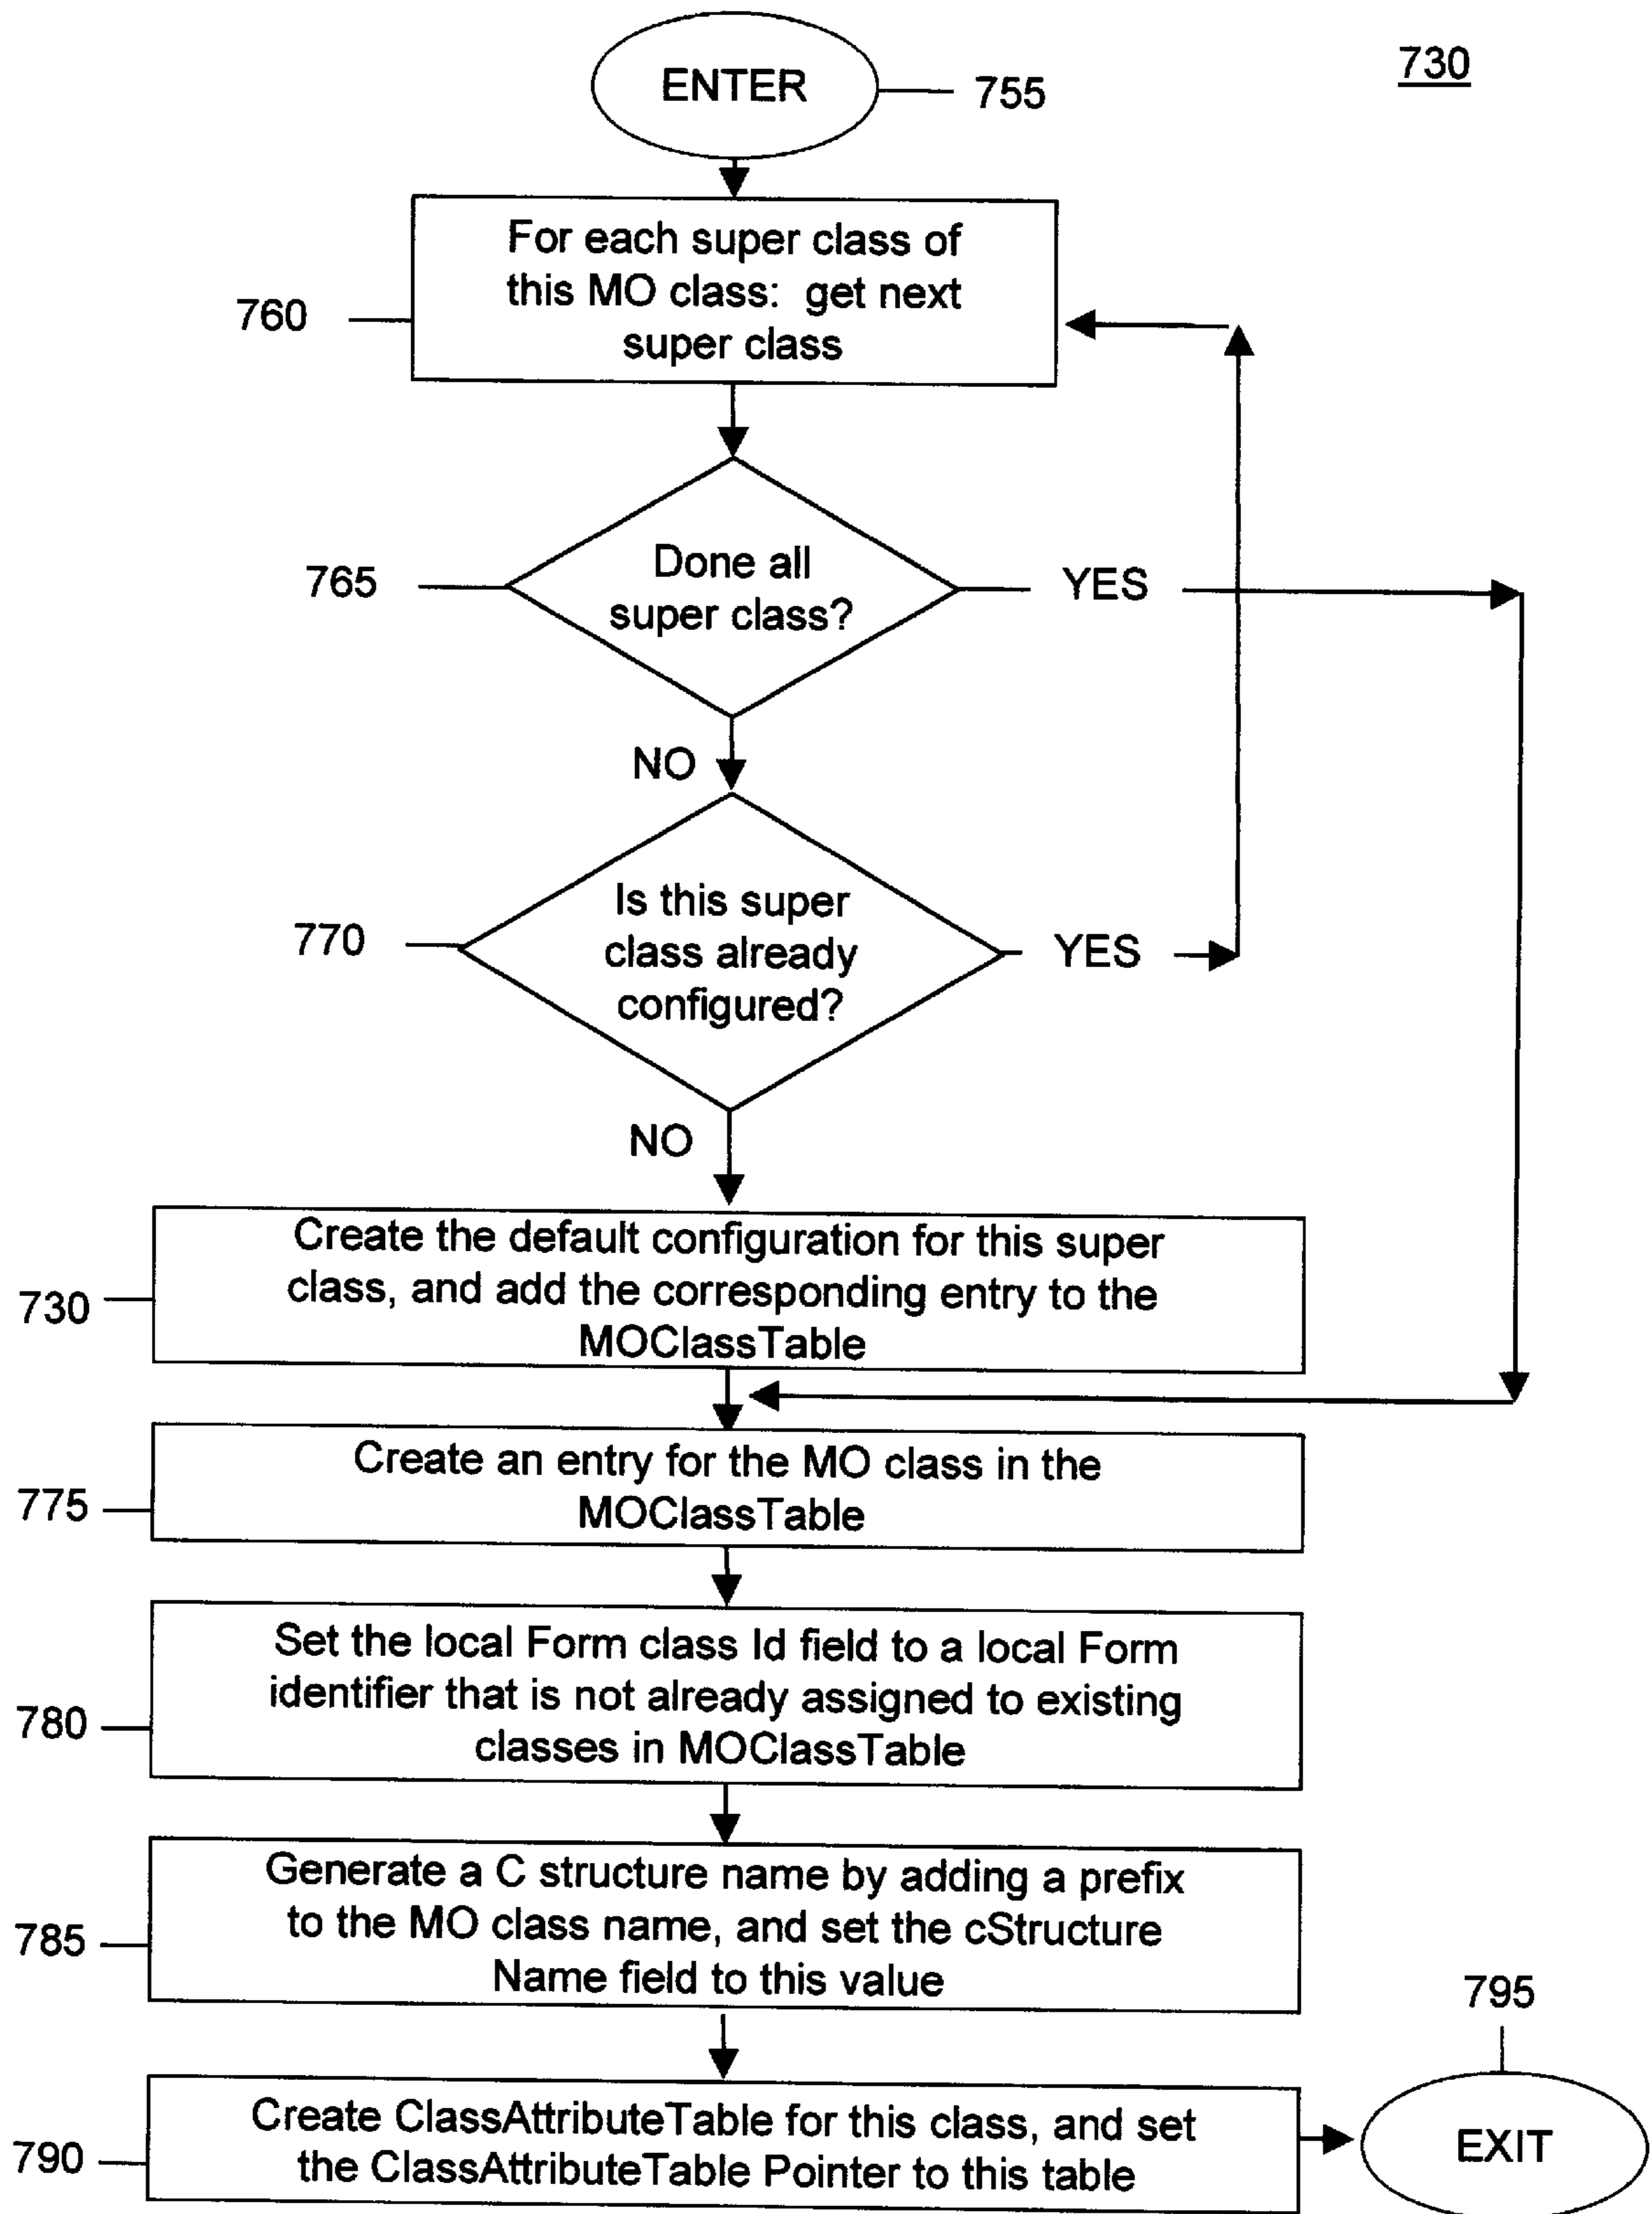 730
ENTER
755
For each super class of
this MO class: get next
super class
760
Done all
super class?
765
YES
NO
Is this super
class already
configured?
770
YES
NO
Create the default configuration for this super
class, and add the corresponding entry to the
MOClassTable
730
Create an entry for the MO class in the
MOClassTable
775
Set the local Form class Id field to a local Form
identifier that is not already assigned to existing
classes in MOClassTable
780
Generate a C structure name by adding a prefix
to the MO class name, and set the cStructure
Name field to this value
785
795
Create ClassAttributeTable for this class, and set
the ClassAttributeTable Pointer to this table
790
EXIT